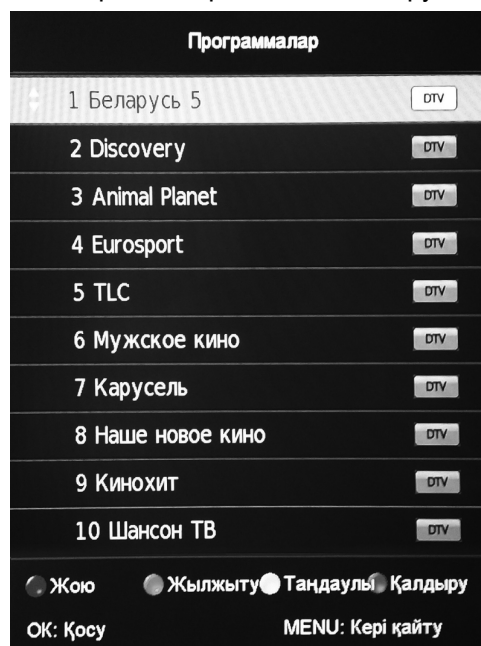 Программалар
1 Беларусь 5 DTV
2 Discovery DTV
3 Animal Planet DTV
4 Eurosport DTV
5 TLC DTV
6 Мужское кино DTV
7 Карусель DTV
8 Наше новое кино DTV
9 Кинохит DTV
10 Шансон ТВ DTV
Жою Жылжыту Таңдаулы Қалдыру
ОК: Қосу MENU: Кері қайту